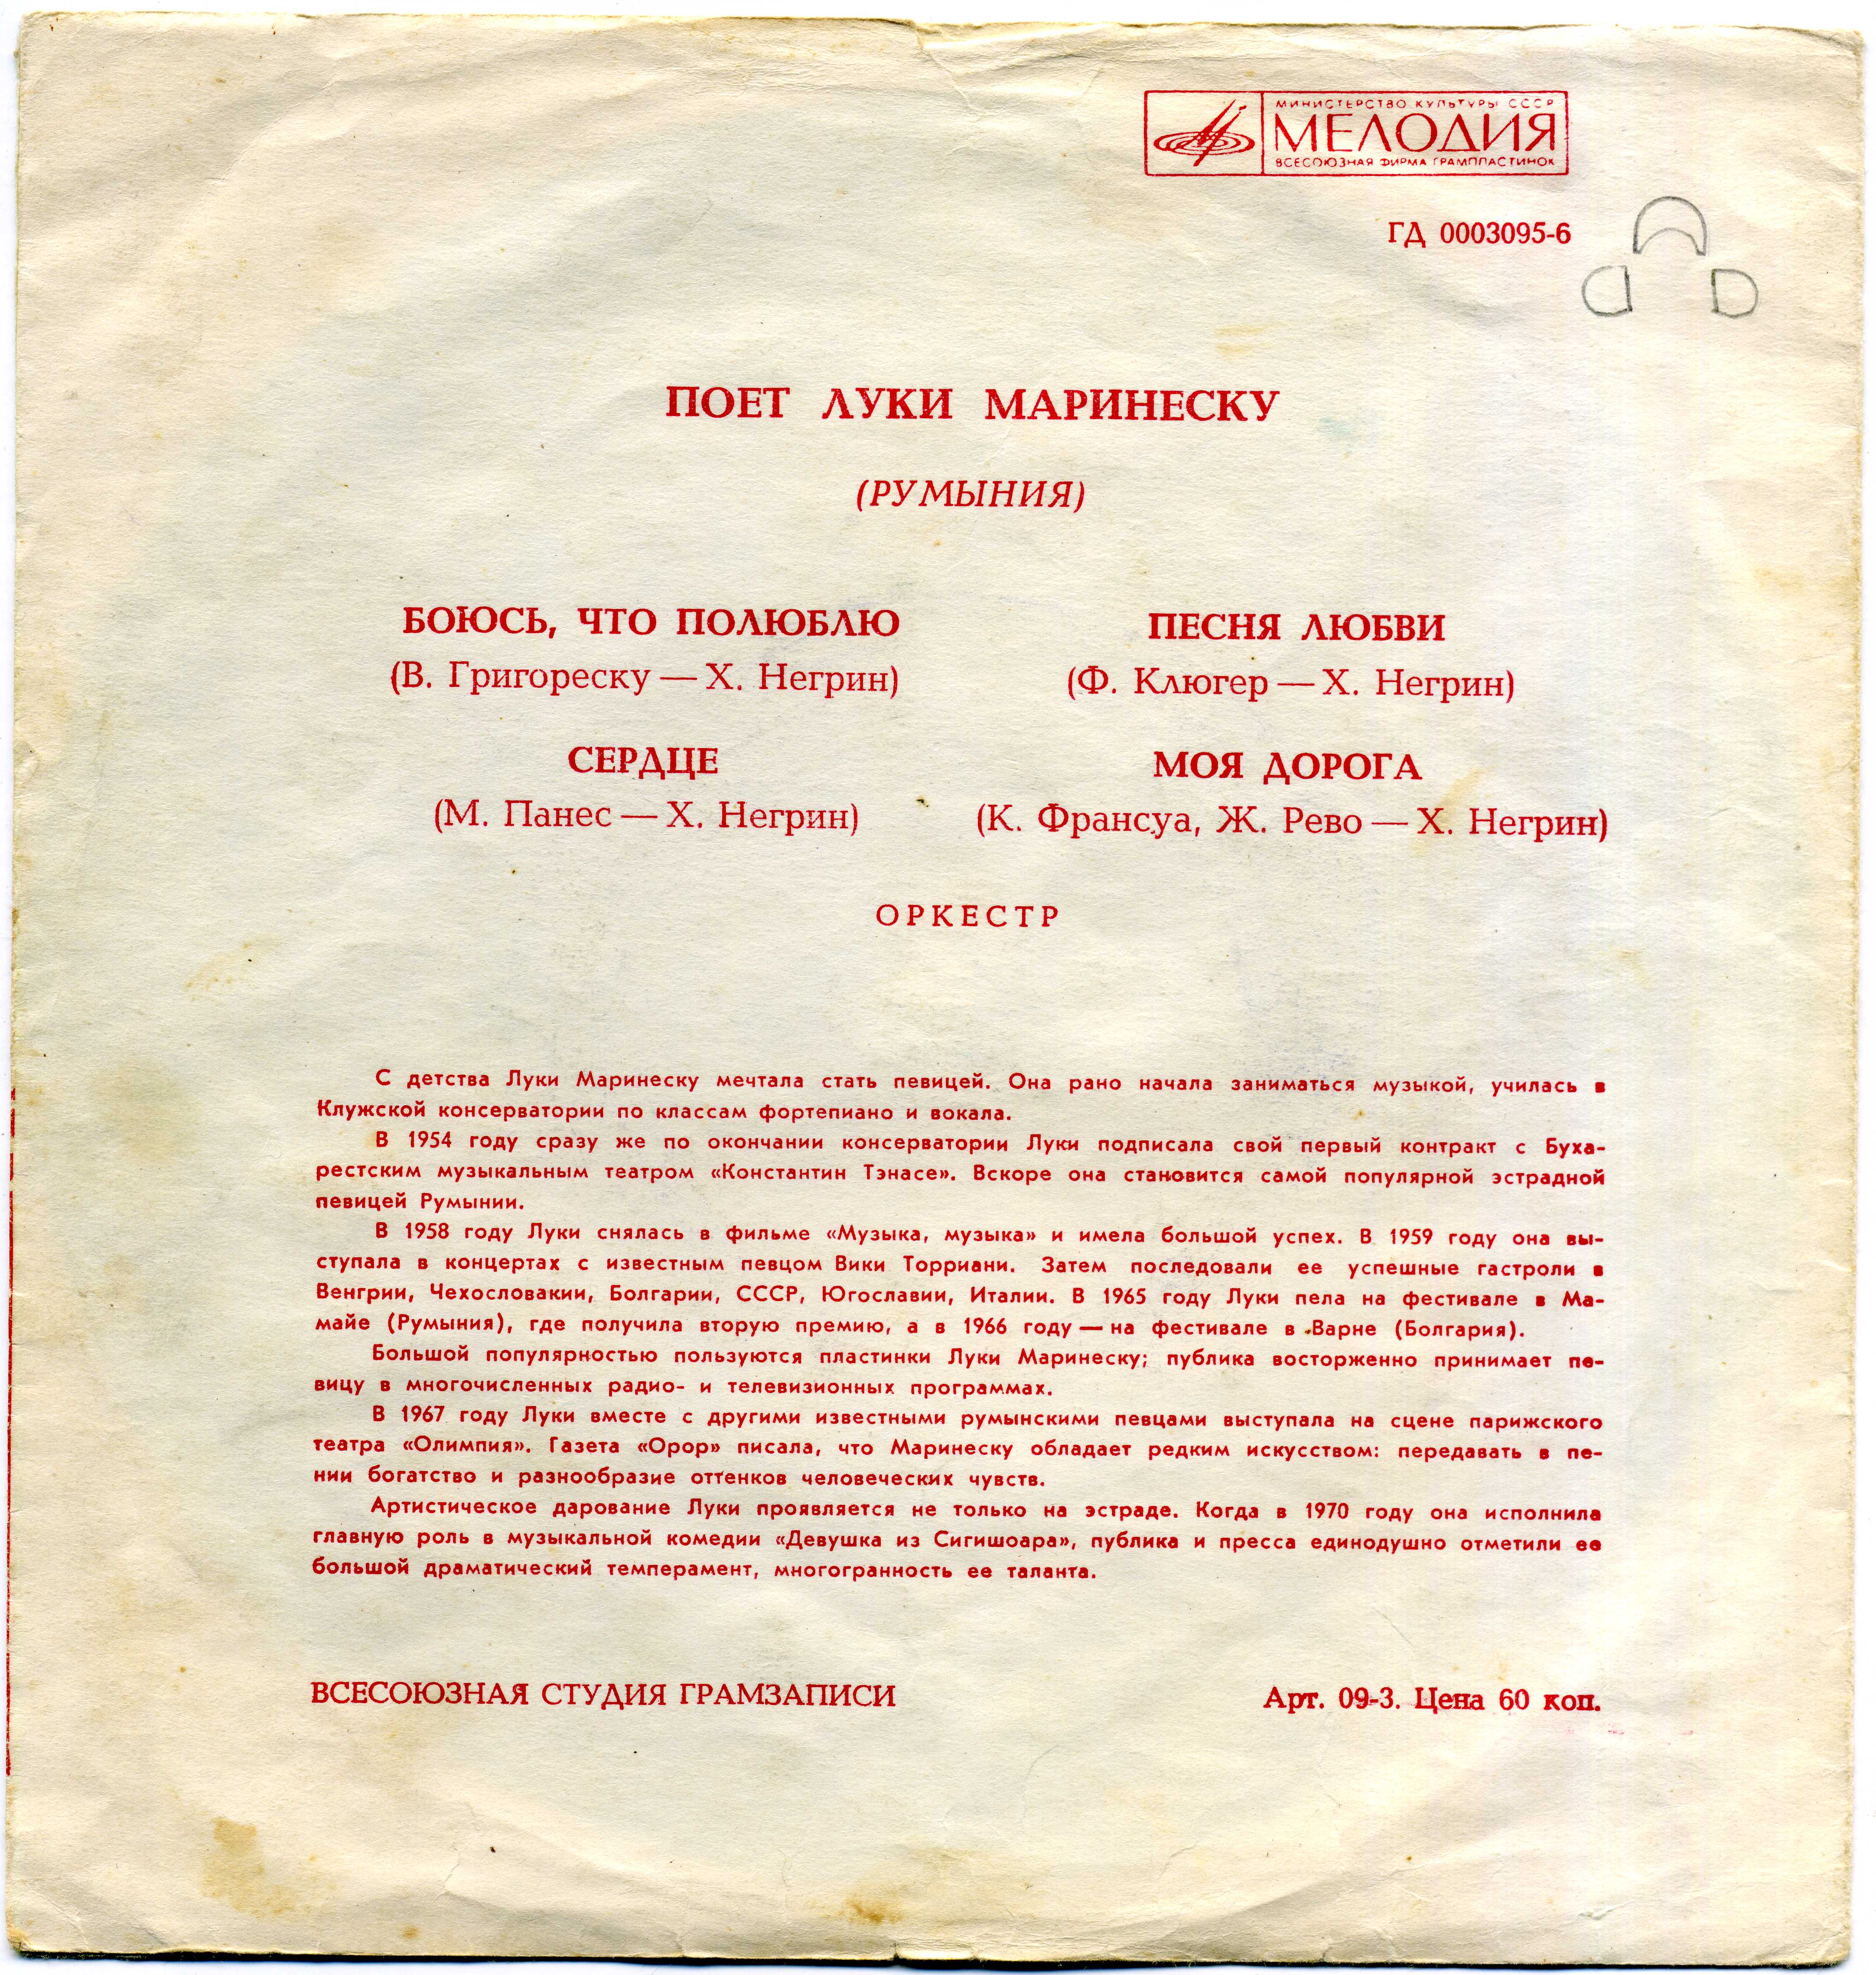 МИНИСТЕРСТВО КУЛЬТУРЫ СССР
МЕЛОДИЯ
ВСЕСОЮЗНАЯ ФИРМА ГРАМПЛАСТИНОК
ГД 0003095-6
ПОЕТ ЛУКИ МАРИНЕСКУ
(РУМЫНИЯ)
БОЮСЬ, ЧТО ПОЛЮБЛЮ
(В. Григореску — Х. Негрин)
СЕРДЦЕ
(М. Панес — Х. Негрин)
ПЕСНЯ ЛЮБВИ
(Ф. Клюгер — Х. Негрин)
МОЯ ДОРОГА
(К. Франсуа, Ж. Рево — Х. Негрин)
ОРКЕСТР
С детства Луки Маринеску мечтала стать певицей. Она рано начала заниматься музыкой, училась в
Клужской консерватории по классам фортепиано и вокала.
В 1954 году сразу же по окончании консерватории Луки подписала свой первый контракт с Буха-
рестским музыкальным театром «Константин Тэнасе». Вскоре она становится самой популярной эстрадной
певицей Румынии.
В 1958 году Луки снялась в фильме «Музыка, музыка» и имела большой успех. В 1959 году она вы-
ступала в концертах с известным певцом Вики Торриани. Затем последовали ее успешные гастроли в
Венгрии, Чехословакии, Болгарии, СССР, Югославии, Италии. В 1965 году Луки пела на фестивале в Ма-
майе (Румыния), где получила вторую премию, а в 1966 году — на фестивале в Варне (Болгария).
Большой популярностью пользуются пластинки Луки Маринеску; публика восторженно принимает пе-
вицу в многочисленных радио- и телевизионных программах.
В 1967 году Луки вместе с другими известными румынскими певцами выступала на сцене парижского
театра «Олимпия». Газета «Орор» писала, что Маринеску обладает редким искусством: передавать в пе-
нии богатство и разнообразие оттенков человеческих чувств.
Артистическое дарование Луки проявляется не только на эстраде. Когда в 1970 году она исполнила
главную роль в музыкальной комедии «Девушка из Сигишоара», публика и пресса единодушно отметили ее
большой драматический темперамент, многогранность ее таланта.
ВСЕСОЮЗНАЯ СТУДИЯ ГРАМЗАПИСИ
Арт. 09-3. Цена 60 коп.